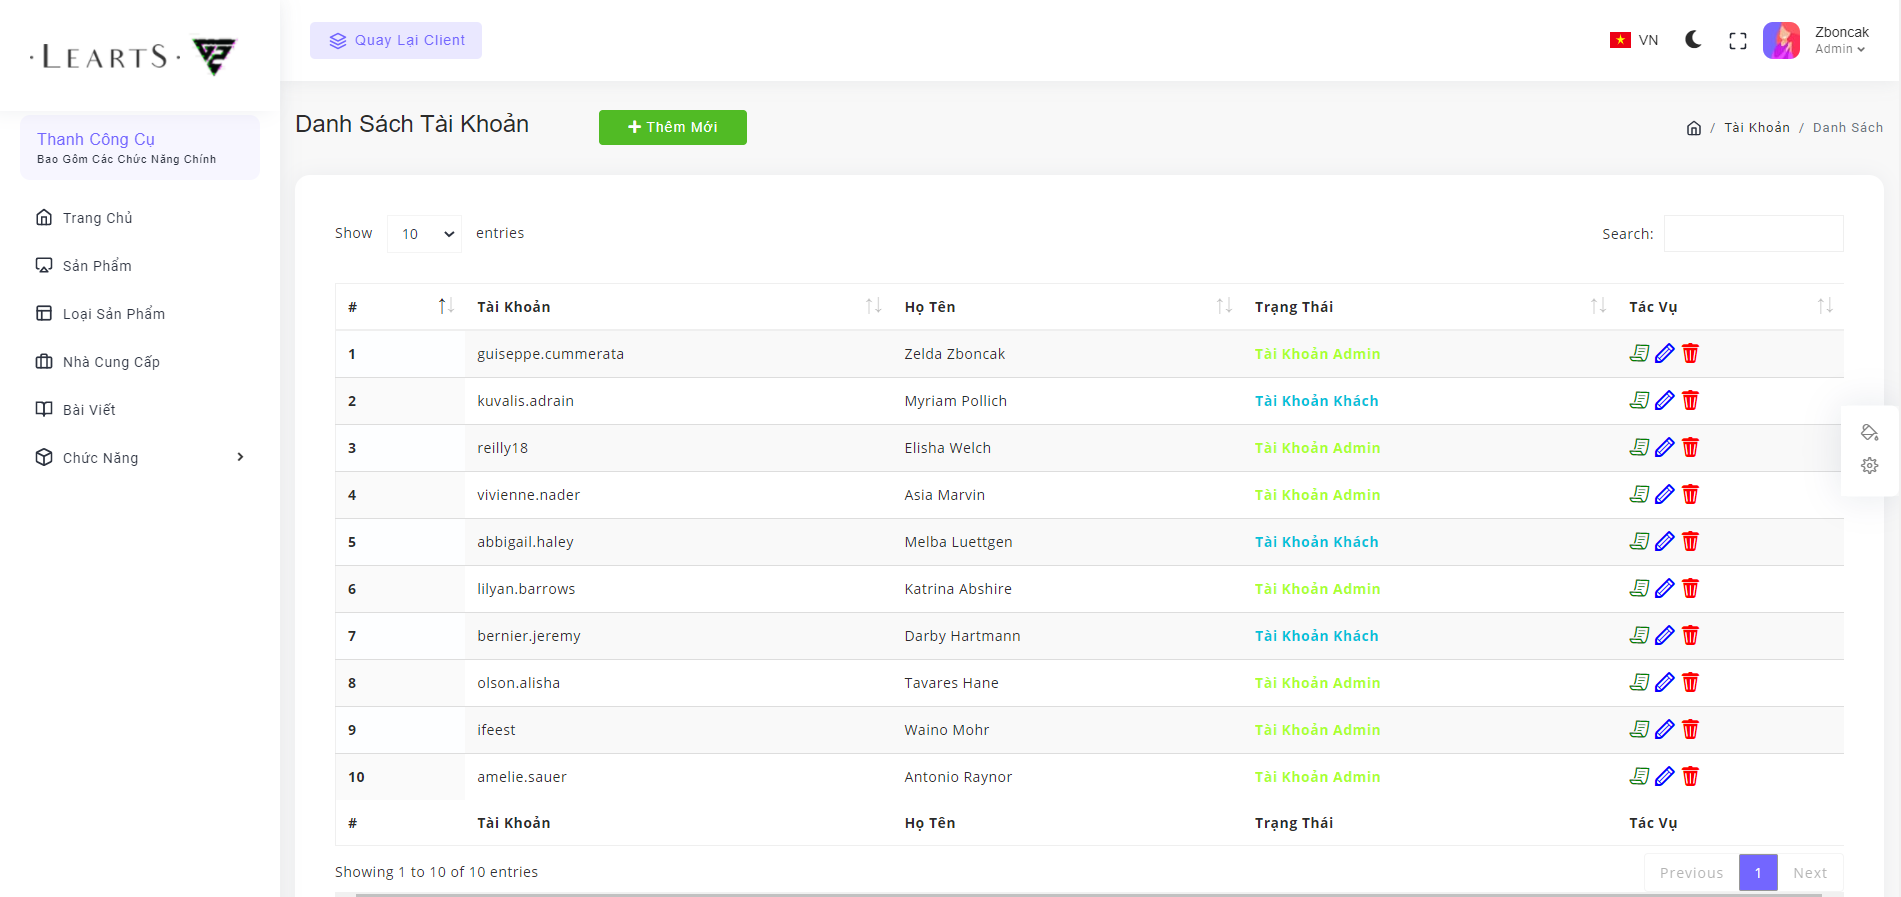 · LEARTS ·
Quay Lại Client
VN
Zboncak
Admin
Thanh Công Cụ
Bao Gồm Các Chức Năng Chính
Trang Chủ
Sản Phẩm
Loại Sản Phẩm
Nhà Cung Cấp
Bài Viết
Chức Năng
Danh Sách Tài Khoản
Thêm Mới
/ Tài Khoản / Danh Sách
Show 10 entries
Search:
# Tài Khoản Họ Tên Trạng Thái Tác Vụ
1 guiseppe.cummerata Zelda Zboncak Tài Khoản Admin
2 kuvalis.adrain Myriam Pollich Tài Khoản Khách
3 reilly18 Elisha Welch Tài Khoản Admin
4 vivienne.nader Asia Marvin Tài Khoản Admin
5 abbigail.haley Melba Luettgen Tài Khoản Khách
6 lilyan.barrows Katrina Abshire Tài Khoản Admin
7 bernier.jeremy Darby Hartmann Tài Khoản Khách
8 olson.alisha Tavares Hane Tài Khoản Admin
9 ifeest Waino Mohr Tài Khoản Admin
10 amelie.sauer Antonio Raynor Tài Khoản Admin
# Tài Khoản Họ Tên Trạng Thái Tác Vụ
Showing 1 to 10 of 10 entries
Previous 1 Next